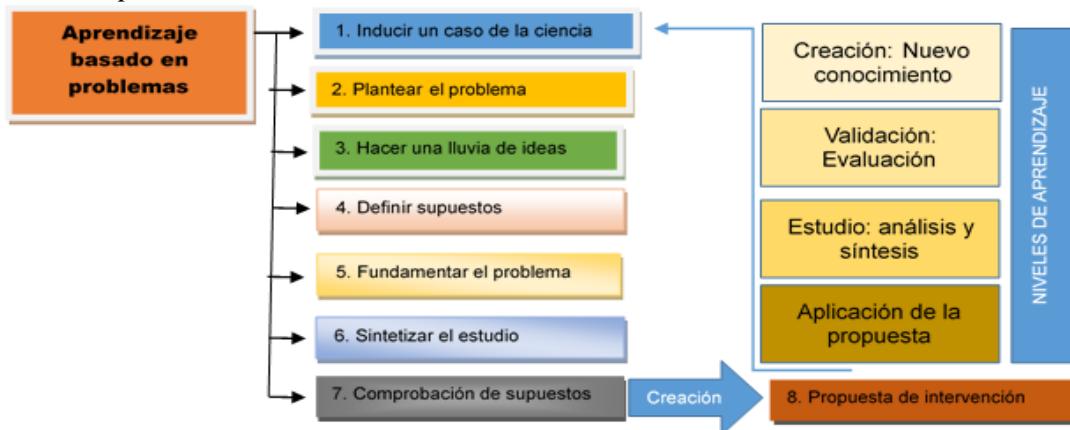 Aprendizaje
basado en
problemas
1. Inducir un caso de la ciencia
2. Plantear el problema
3. Hacer una lluvia de ideas
4. Definir supuestos
5. Fundamentar el problema
6. Sintetizar el estudio
7. Comprobación de supuestos
Creación
8. Propuesta de intervención
Creación: Nuevo
conocimiento
Validación:
Evaluación
Estudio: análisis y
síntesis
Aplicación de la
propuesta
NIVELES DE APRENDIZAJE